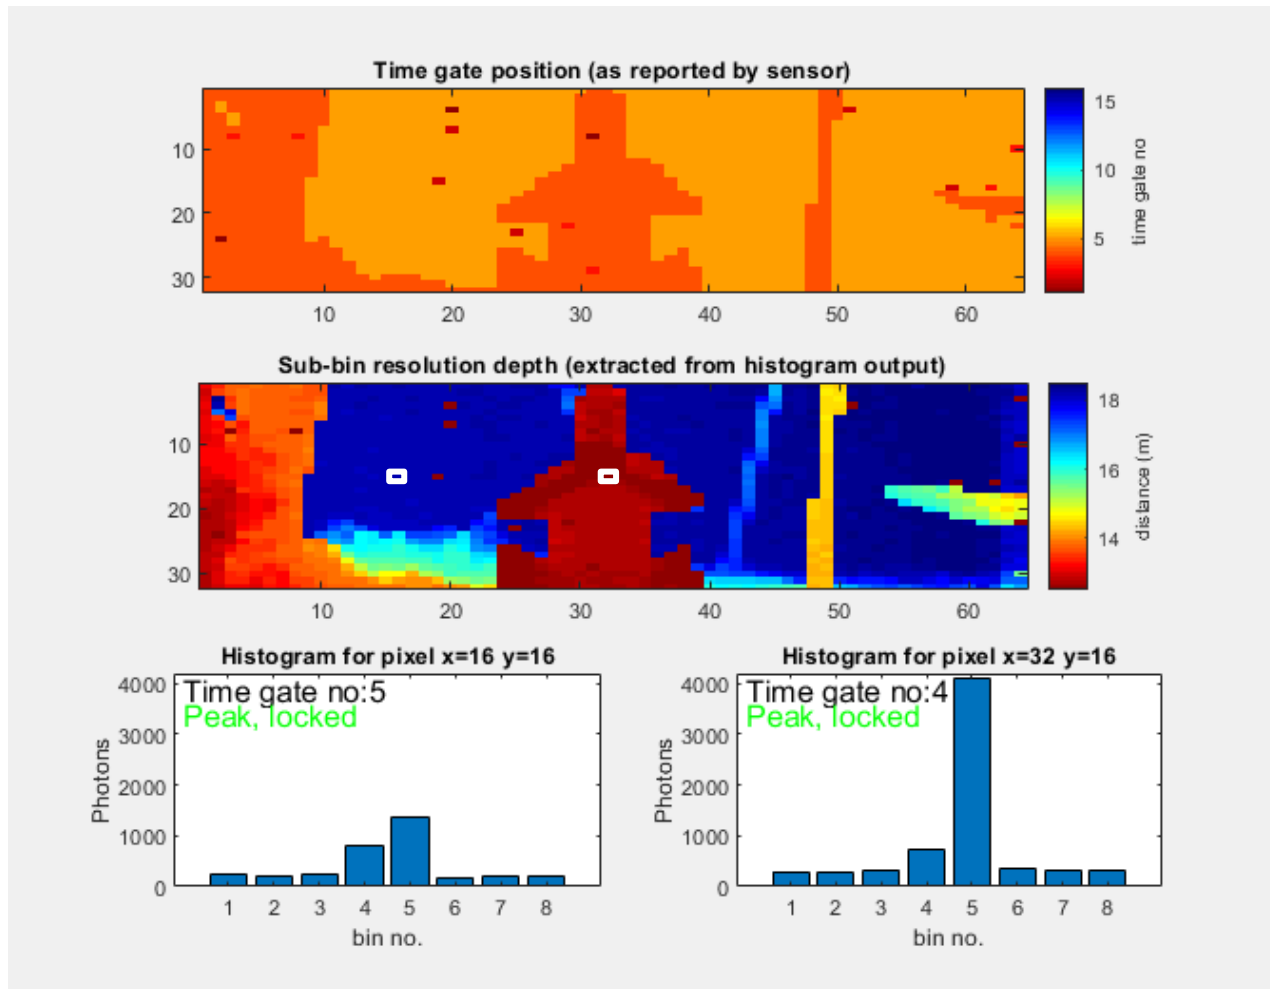 Time gate position (as reported by sensor)
10
20
30
10
20
30
40
50
60
15
10
5
time gate no
Sub-bin resolution depth (extracted from histogram output)
10
20
30
10
20
30
40
50
60
18
16
14
distance (m)
Histogram for pixel x=16 y=16
Time gate no:5
Peak, locked
4000
3000
2000
1000
0
Photons
1 2 3 4 5 6 7 8
bin no.
Histogram for pixel x=32 y=16
Time gate no:4
Peak, locked
4000
3000
2000
1000
0
Photons
1 2 3 4 5 6 7 8
bin no.